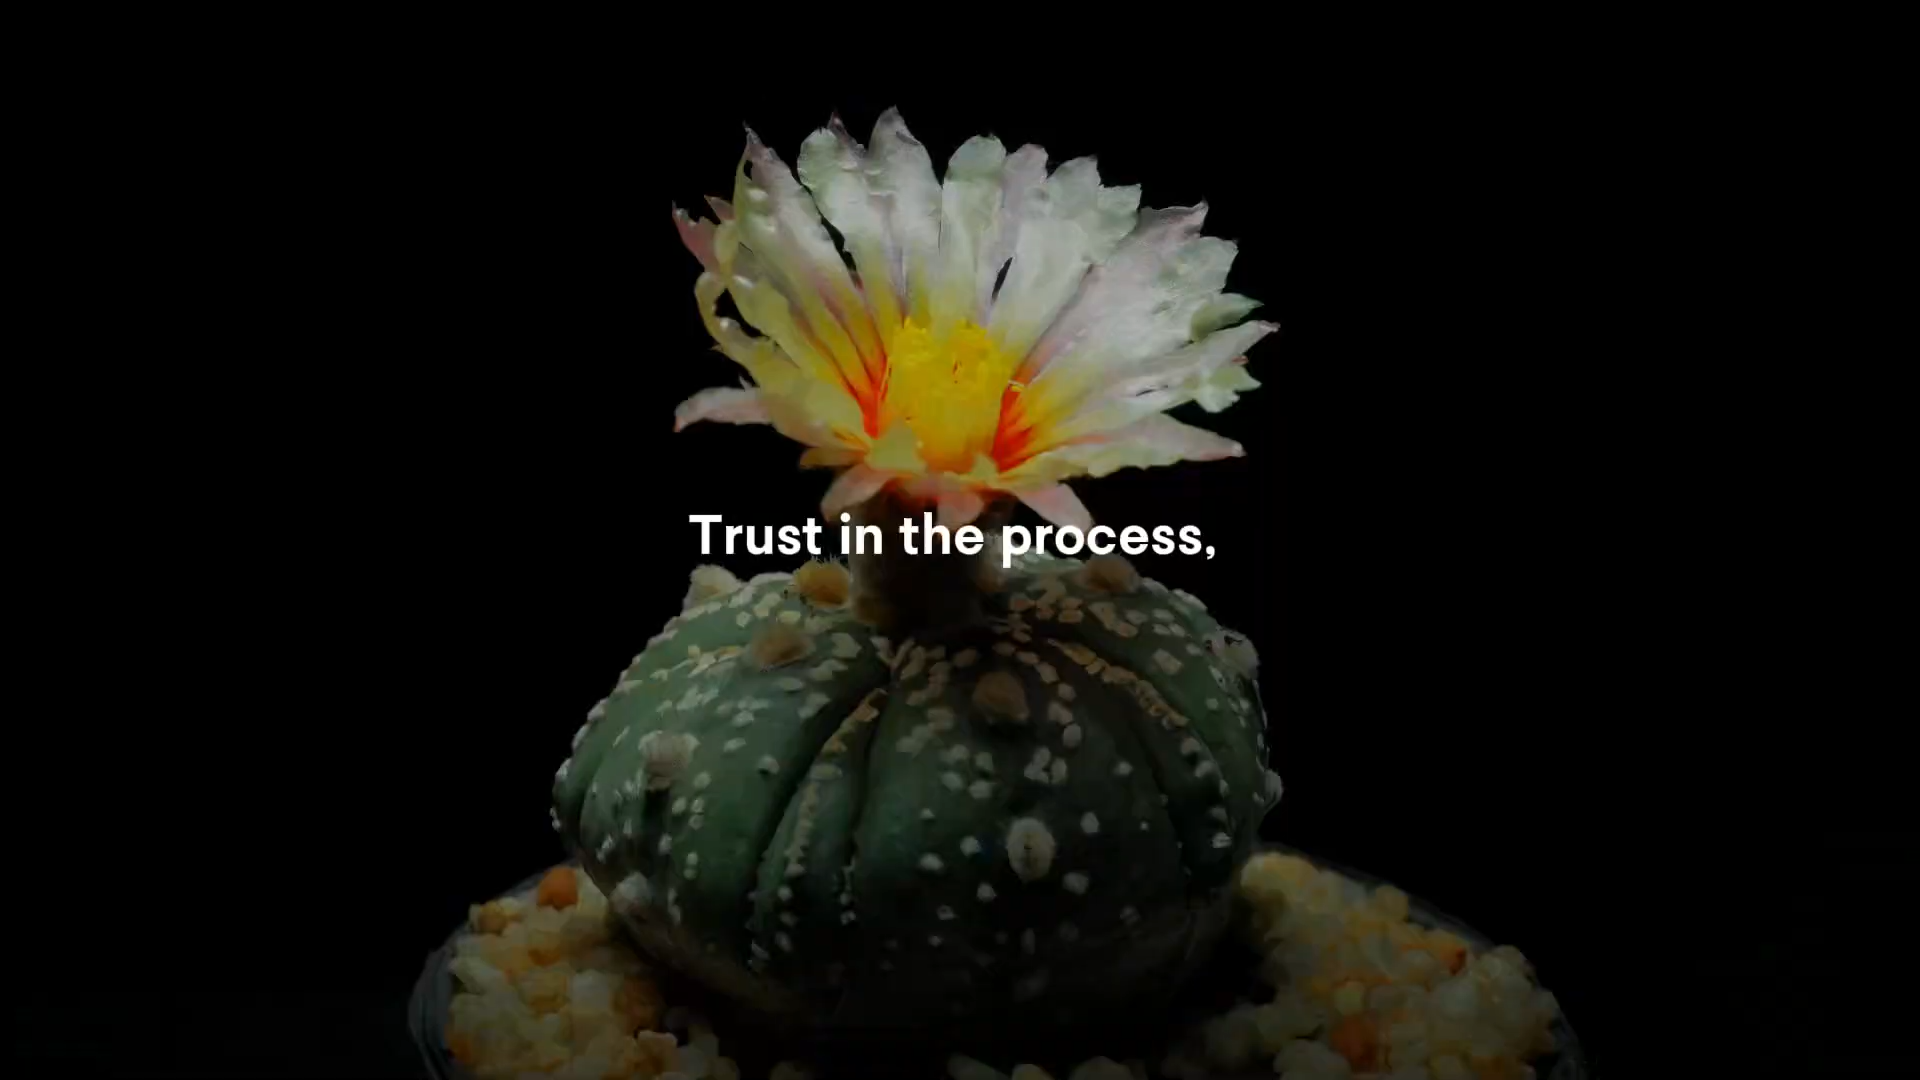 Trust in the process,